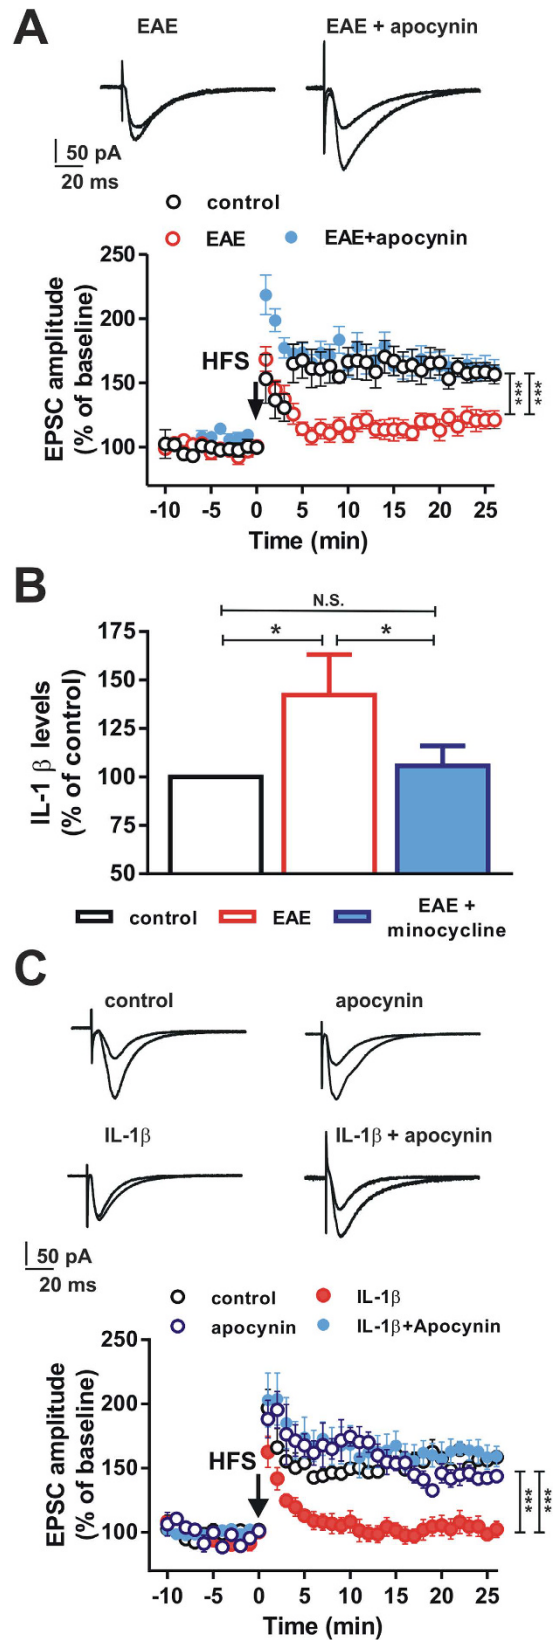 A
EAE
EAE + apocynin
50 pA
20 ms
control
EAE
EAE+apocynin
EPSC amplitude
(% of baseline)
250
200
150
100
HFS
***
***
-10 -5 0 5 10 15 20 25
Time (min)
B
N.S.
*
*
IL-1 β levels
(% of control)
175
150
125
100
75
50
control
EAE
EAE +
minocycline
C
control
apocynin
IL-1β
IL-1β + apocynin
50 pA
20 ms
control
IL-1β
apocynin
IL-1β+Apocynin
EPSC amplitude
(% of baseline)
250
200
150
100
HFS
***
***
-10 -5 0 5 10 15 20 25
Time (min)